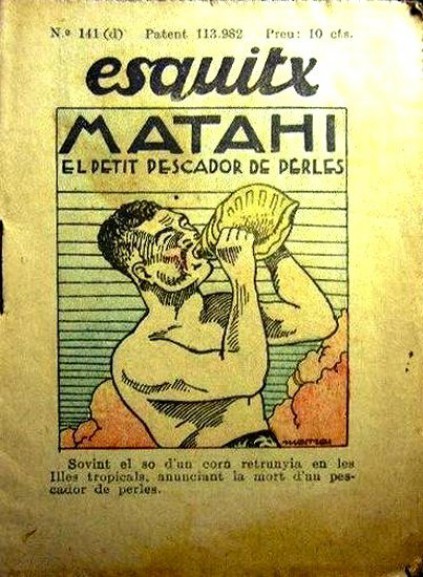 N.º 141 (d) Patent 113.982 Preu: 10 cts.
esquitx
MATAHI
EL PETIT PESCADOR DE PERLES
Sovint el so d'un corn retrunyia en les
Illes tropicals, anunciant la mort d'un pes-
cador de perles.